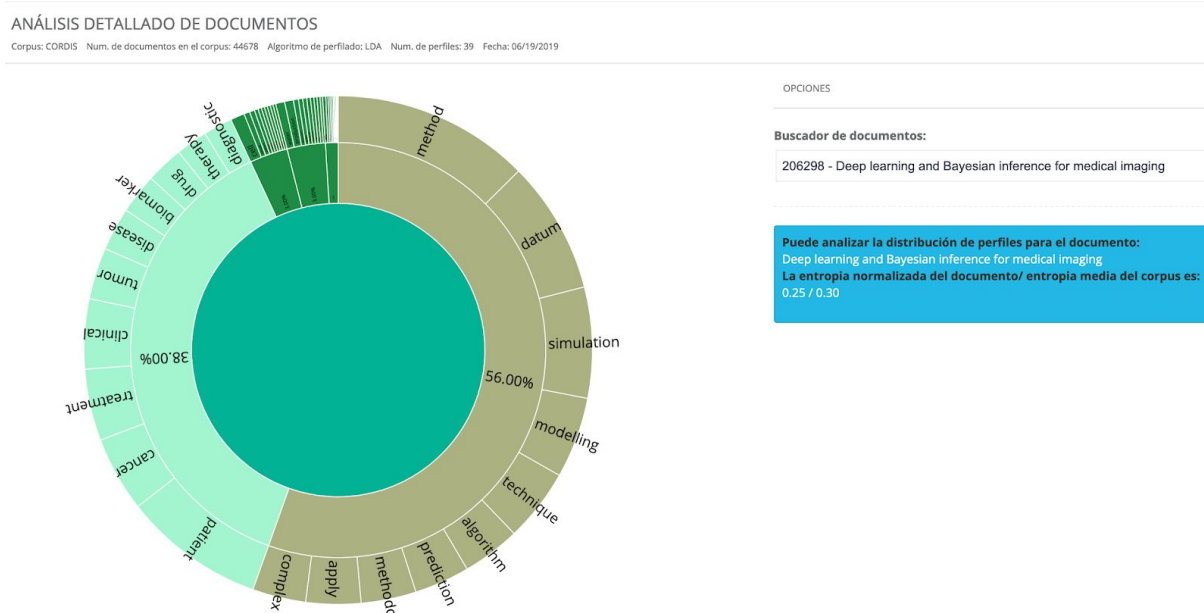 ANÁLISIS DETALLADO DE DOCUMENTOS
Corpus: CORDIS Num. de documentos en el corpus: 44678 Algoritmo de perfilado: LDA Num. de perfiles: 39 Fecha: 06/19/2019
OPCIONES
Buscador de documentos:
206298 - Deep learning and Bayesian inference for medical imaging
Puede analizar la distribución de perfiles para el documento:
Deep learning and Bayesian inference for medical imaging
La entropia normalizada del documento/ entropia media del corpus es:
0.25 / 0.30
method
datum
simulation
modelling
technique
algorithm
prediction
apply
complex
56.00%
patient
cancer
treatment
clinical
tumor
disease
biomarker
drug
therapy
diagnostic
38.00%